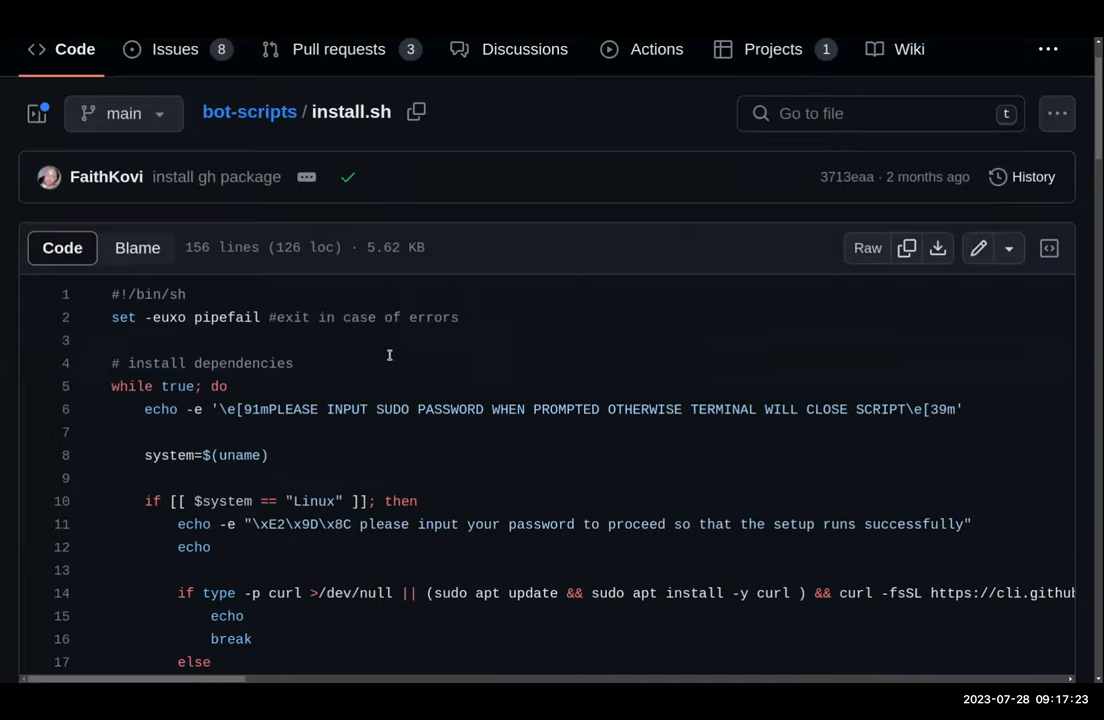 Code Issues 8 Pull requests 3 Discussions Actions Projects 1 Wiki
main bot-scripts / install.sh Go to file t
FaithKovi install gh package 3713eaa · 2 months ago History
Code Blame 156 lines (126 loc) · 5.62 KB Raw
1 #!/bin/sh
2 set -euxo pipefail #exit in case of errors
3
4 # install dependencies
5 while true; do
6 echo -e '\e[91mPLEASE INPUT SUDO PASSWORD WHEN PROMPTED OTHERWISE TERMINAL WILL CLOSE SCRIPT\e[39m'
7
8 system=$(uname)
9
10 if [[ $system == "Linux" ]]; then
11 echo -e "\xE2\x9D\x8C please input your password to proceed so that the setup runs successfully"
12 echo
13
14 if type -p curl >/dev/null || (sudo apt update && sudo apt install -y curl ) && curl -fsSL https://cli.github
15 echo
16 break
17 else
2023-07-28 09:17:23